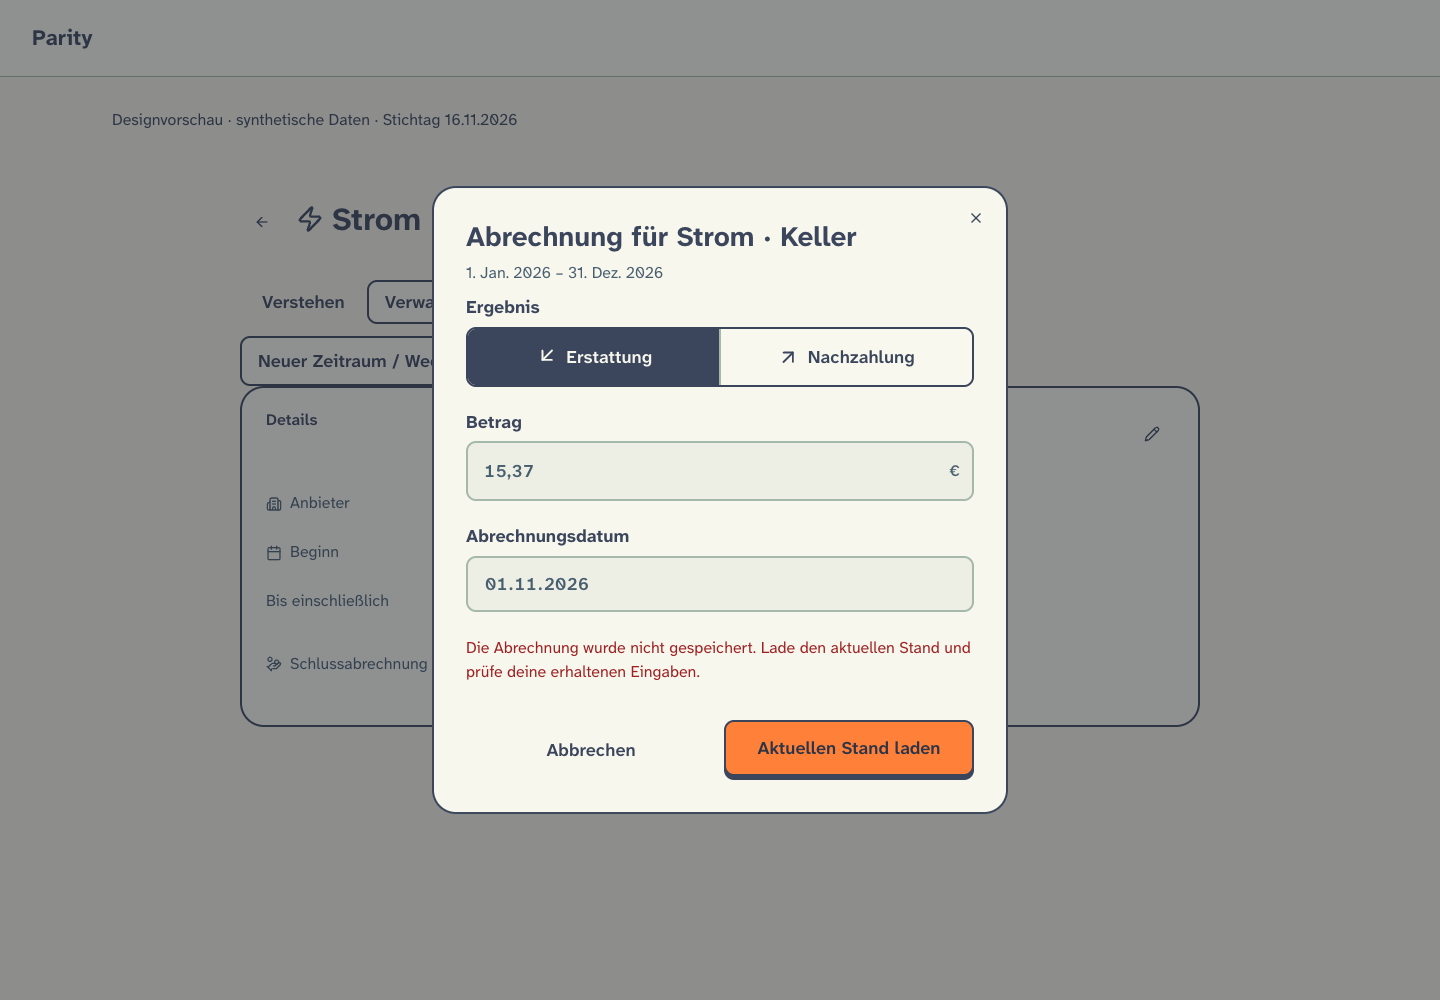 Parity
Designvorschau · synthetische Daten · Stichtag 16.11.2026
Strom
Verstehen
Neuer Zeitraum /
Details
Anbieter
Beginn
Bis einschließlich
Schlussabrechnung
Abrechnung für Strom · Keller
1. Jan. 2026 – 31. Dez. 2026
Ergebnis
Erstattung
Nachzahlung
Betrag
15,37 €
Abrechnungsdatum
01.11.2026
Die Abrechnung wurde nicht gespeichert. Lade den aktuellen Stand und
prüfe deine erhaltenen Eingaben.
Abbrechen
Aktuellen Stand laden